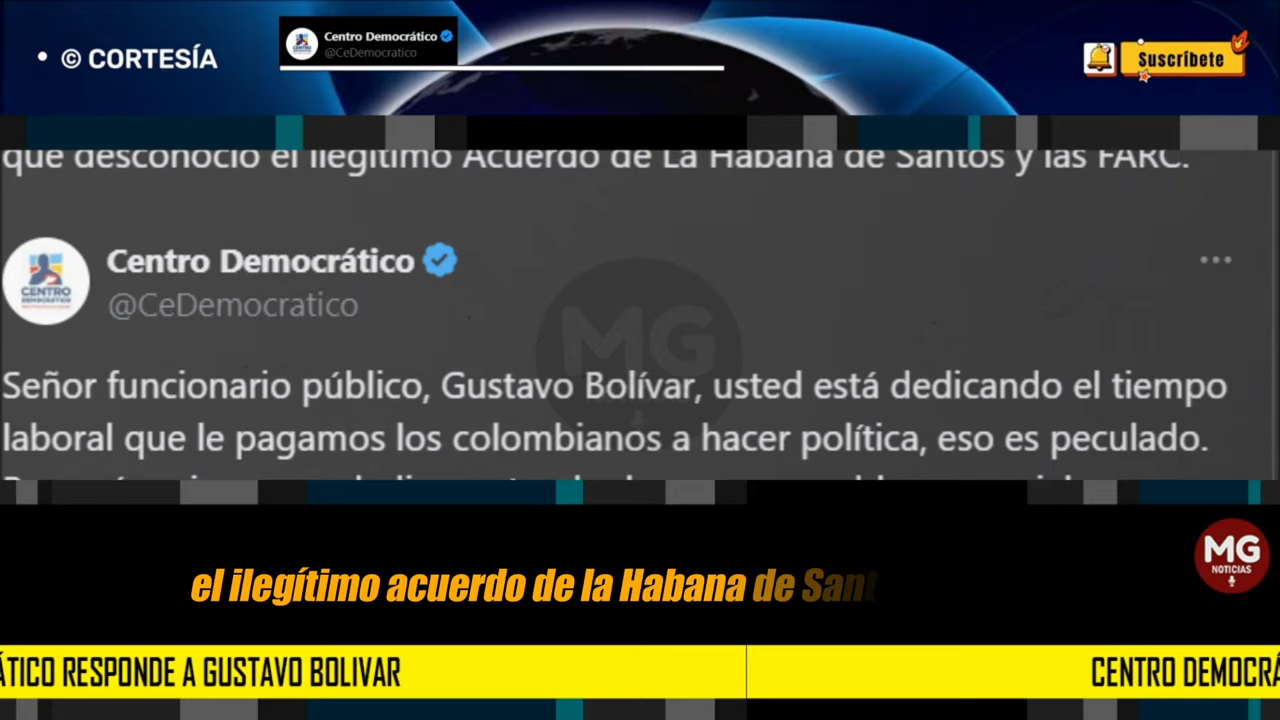 • © CORTESÍA
Centro Democrático
@CeDemocratico
Suscríbete
que desconoció el ilegítimo Acuerdo de La Habana de Santos y las FARC.
Centro Democrático
@CeDemocratico
CENTRO
DEMOCRÁTICO
MG
Señor funcionario público, Gustavo Bolívar, usted está dedicando el tiempo
laboral que le pagamos los colombianos a hacer política, eso es peculado.
MG
NOTICIAS
el ilegítimo acuerdo de la Habana de Sant
ÁTICO RESPONDE A GUSTAVO BOLIVAR
CENTRO DEMOCRÁ